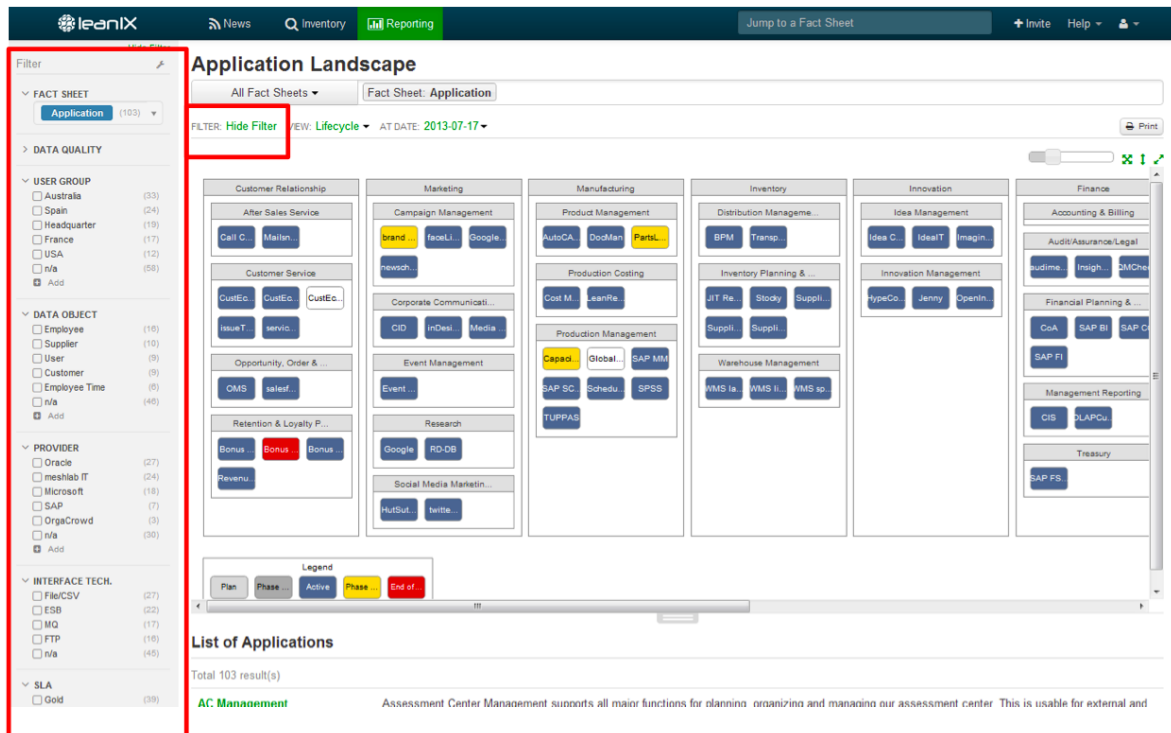 leanIX
News
Inventory
Reporting
Jump to a Fact Sheet
Invite
Help
Hide Filter
Filter
FACT SHEET
Application (103)
DATA QUALITY
USER GROUP
Australia (33)
Spain (24)
Headquarter (19)
France (17)
USA (12)
n/a (58)
Add
DATA OBJECT
Employee (16)
Supplier (10)
User (9)
Customer (9)
Employee Time (6)
n/a (46)
Add
PROVIDER
Oracle (27)
meshlab IT (24)
Microsoft (18)
SAP (7)
OrgaCrowd (3)
n/a (30)
Add
INTERFACE TECH.
File/CSV (27)
ESB (22)
MQ (17)
FTP (16)
n/a (45)
SLA
Gold (39)
Application Landscape
All Fact Sheets
Fact Sheet: Application
FILTER: Hide Filter VIEW: Lifecycle AT DATE: 2013-07-17
Print
Customer Relationship
After Sales Service
Call C... Mailsn...
Customer Service
CustEc... CustEc... CustEc...
issueT... servic...
Opportunity, Order & ...
OMS salesf...
Retention & Loyalty P...
Bonus ... Bonus ... Bonus ...
Revenu...
Marketing
Campaign Management
brand ... faceLi... Google...
newsch...
Corporate Communicati...
CID inDesi... Media ...
Event Management
Event ...
Research
Google RD-DB
Social Media Marketin...
HutSut... twitte...
Manufacturing
Product Management
AutoCA... DocMan PartsL...
Production Costing
Cost M... LeanRe...
Production Management
Capaci... Global... SAP MM
SAP SC... Schedu... SPSS
TUPPAS
Inventory
Distribution Manageme...
BPM Transp...
Inventory Planning & ...
JIT Re... Stocky Suppli...
Suppli... Suppli...
Warehouse Management
WMS la... WMS li... WMS sp...
Innovation
Idea Management
Idea C... IdeaIT Imagin...
Innovation Management
HypeCo... Jenny OpenIn...
Finance
Accounting & Billing
Audit/Assurance/Legal
audime... Insigh... QMChe
Financial Planning & ...
CoA SAP BI SAP C
SAP FI
Management Reporting
CIS OLAPCu...
Treasury
SAP FS...
Legend
Plan Phase ... Active Phase ... End of...
List of Applications
Total 103 result(s)
AC Management
Assessment Center Management supports all major functions for planning, organizing and managing our assessment center. This is usable for external and